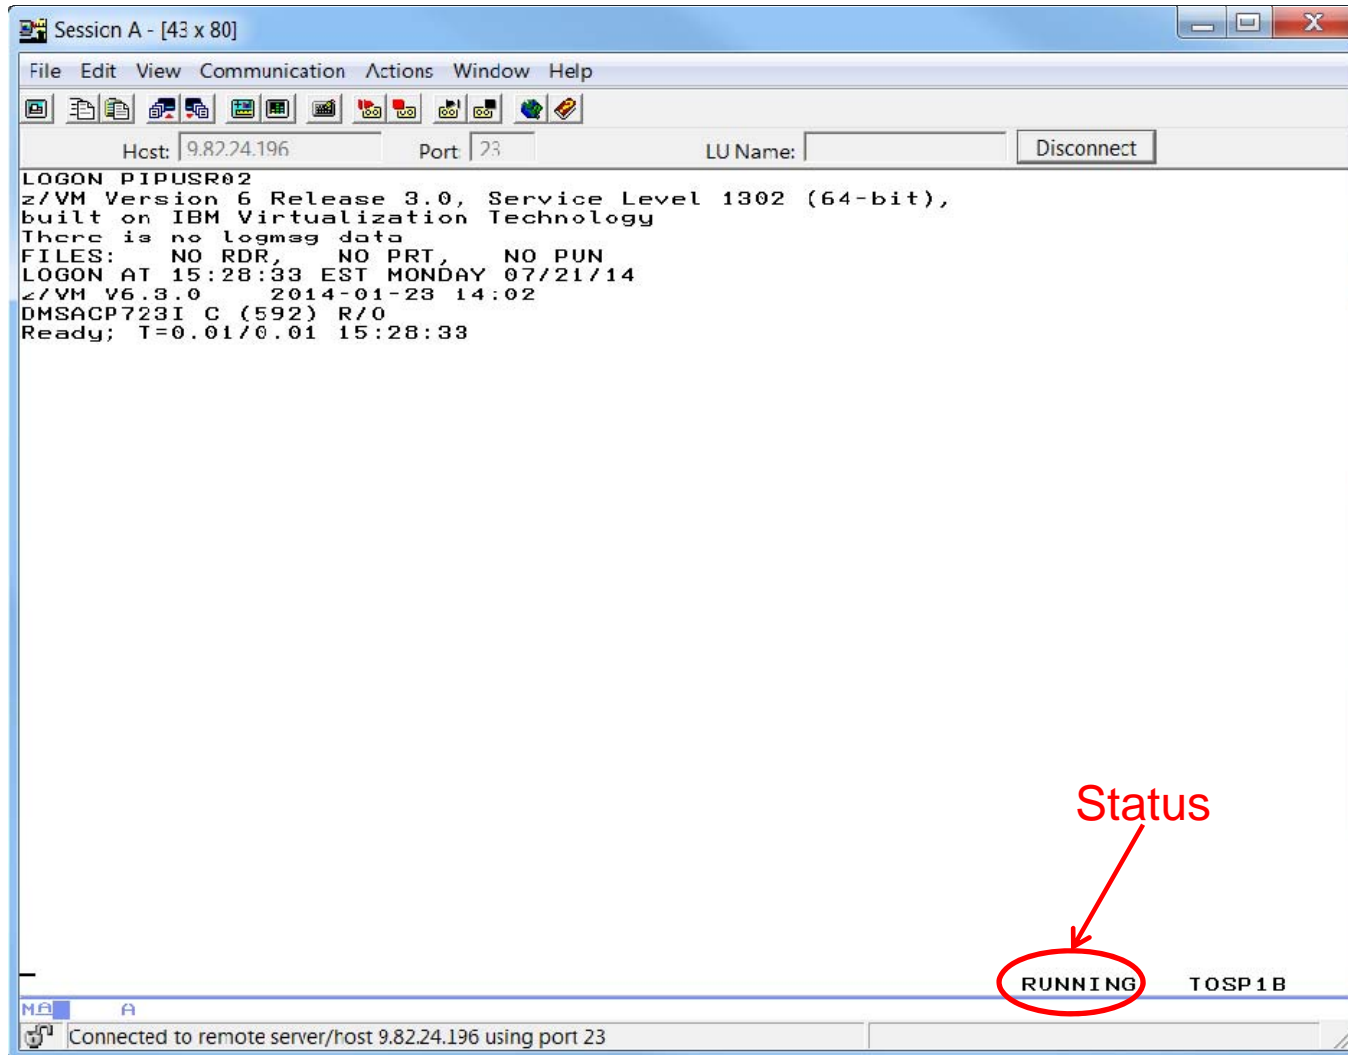 Session A - [43 x 80]
File Edit View Communication Actions Window Help
Host: 9.82.24.196 Port: 23 LU Name: Disconnect
LOGON PIPUSR02
z/VM Version 6 Release 3.0, Service Level 1302 (64-bit),
built on IBM Virtualization Technology
There is no logmsg data
FILES: NO RDR, NO PRT, NO PUN
LOGON AT 15:28:33 EST MONDAY 07/21/14
z/VM V6.3.0 2014-01-23 14:02
DMSACP723I C (592) R/O
Ready; T=0.01/0.01 15:28:33
Status
RUNNING TOSP1B
MA A
Connected to remote server/host 9.82.24.196 using port 23